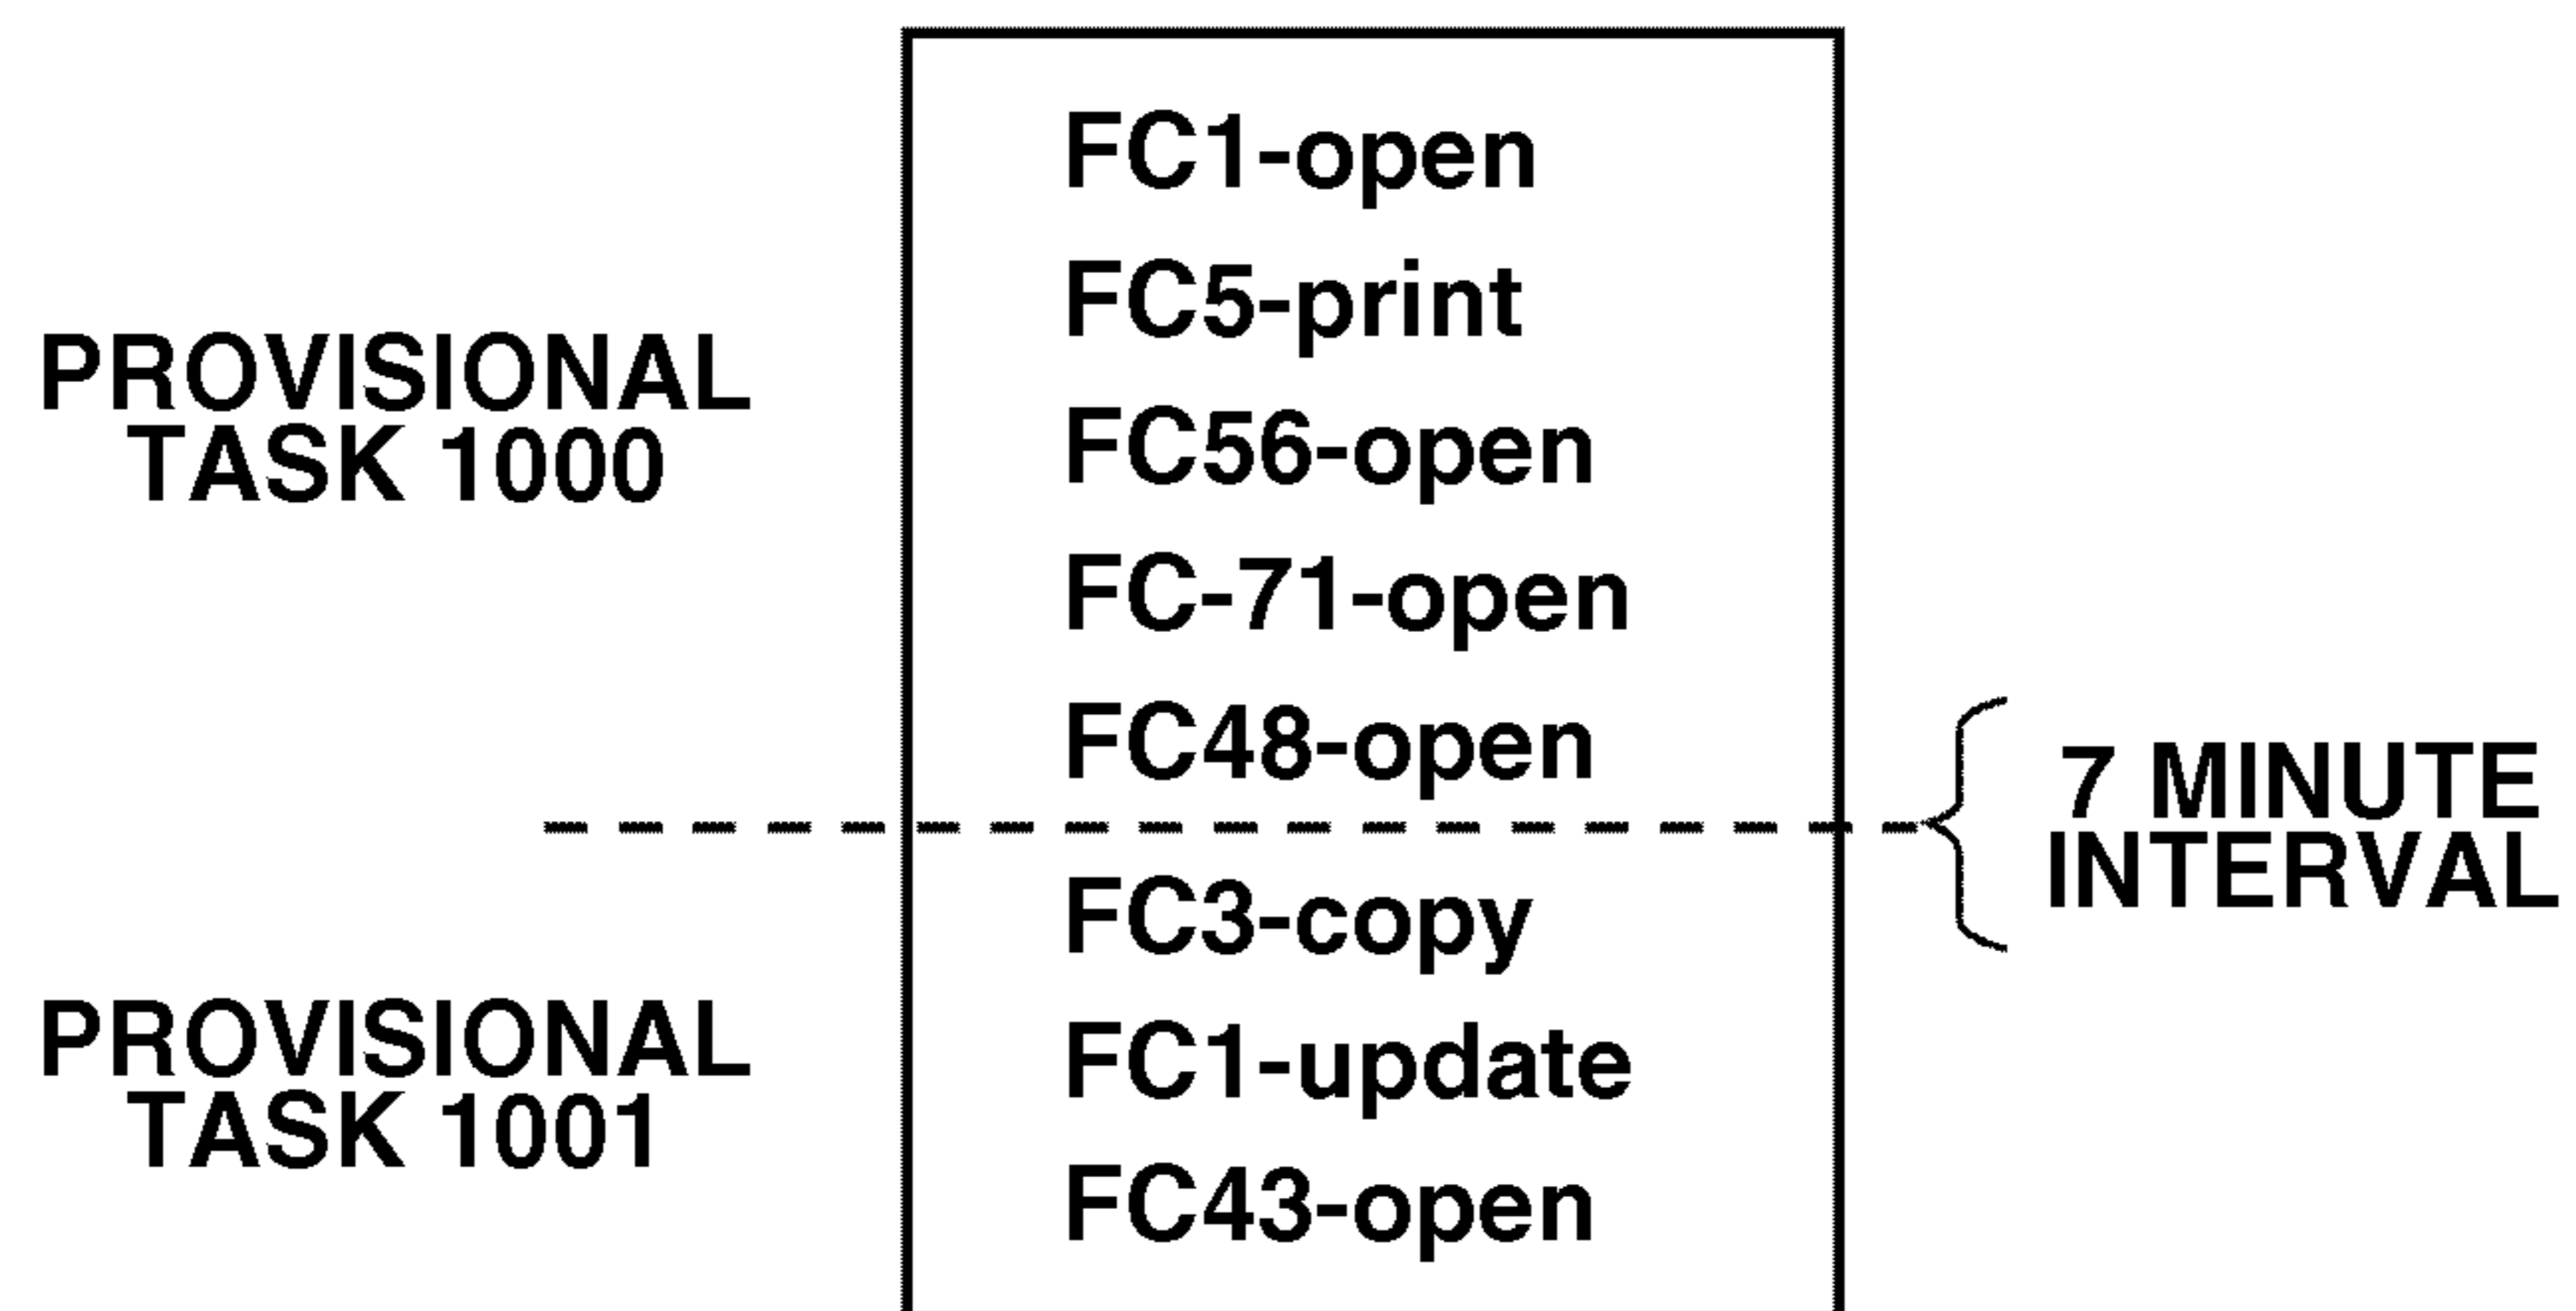 FC1-open
FC5-print
PROVISIONAL
TASK 1000
FC56-open
FC-71-open
FC48-open
7 MINUTE
INTERVAL
FC3-copy
PROVISIONAL
TASK 1001
FC1-update
FC43-open